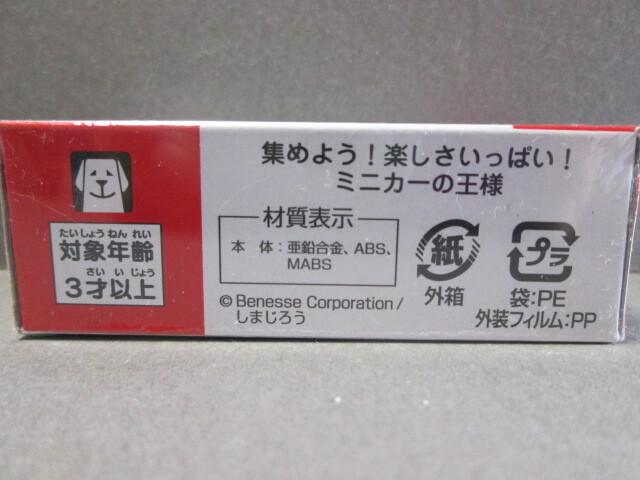 たいしょう ねん れい
対象年齢
さい い じょう
3才以上
集めよう！楽しさいっぱい！
ミニカーの王様
材質表示
本 体：亜鉛合金、ABS、
MABS
© Benesse Corporation/
しまじろう
紙
外箱
プラ
袋：PE
外装フィルム：PP